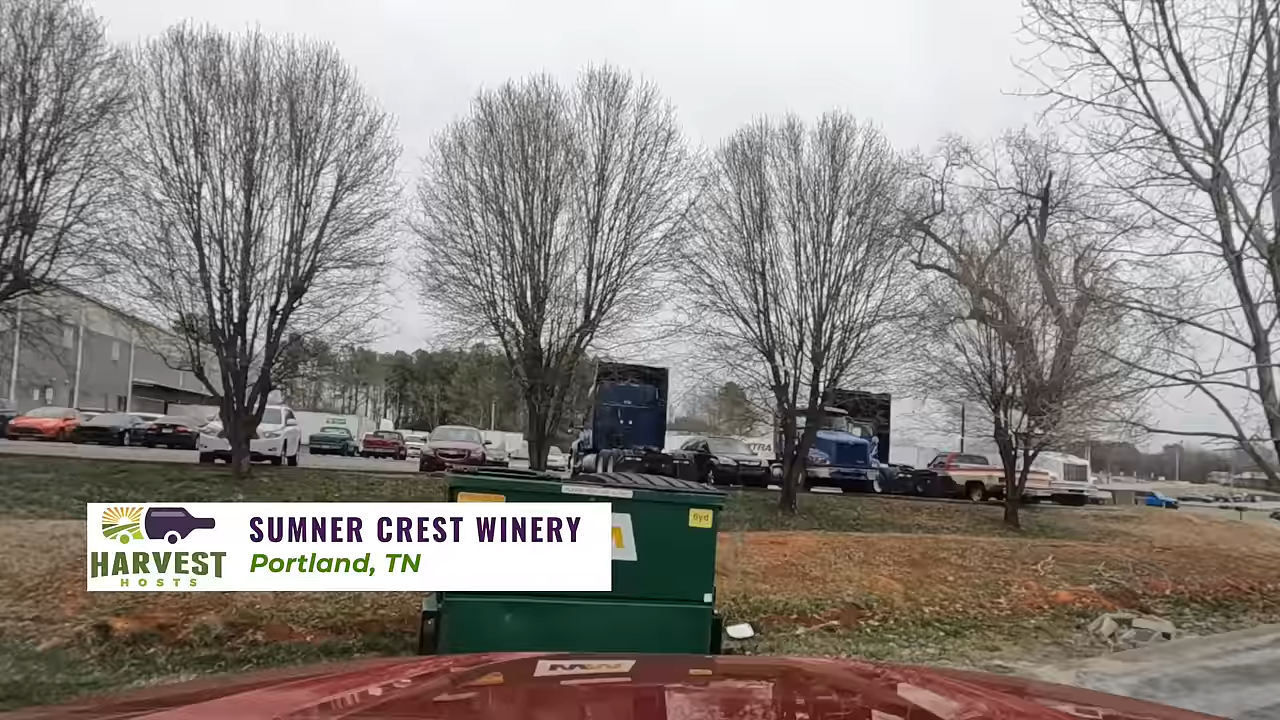 HARVEST
HOSTS
SUMNER CREST WINERY
Portland, TN
6yd